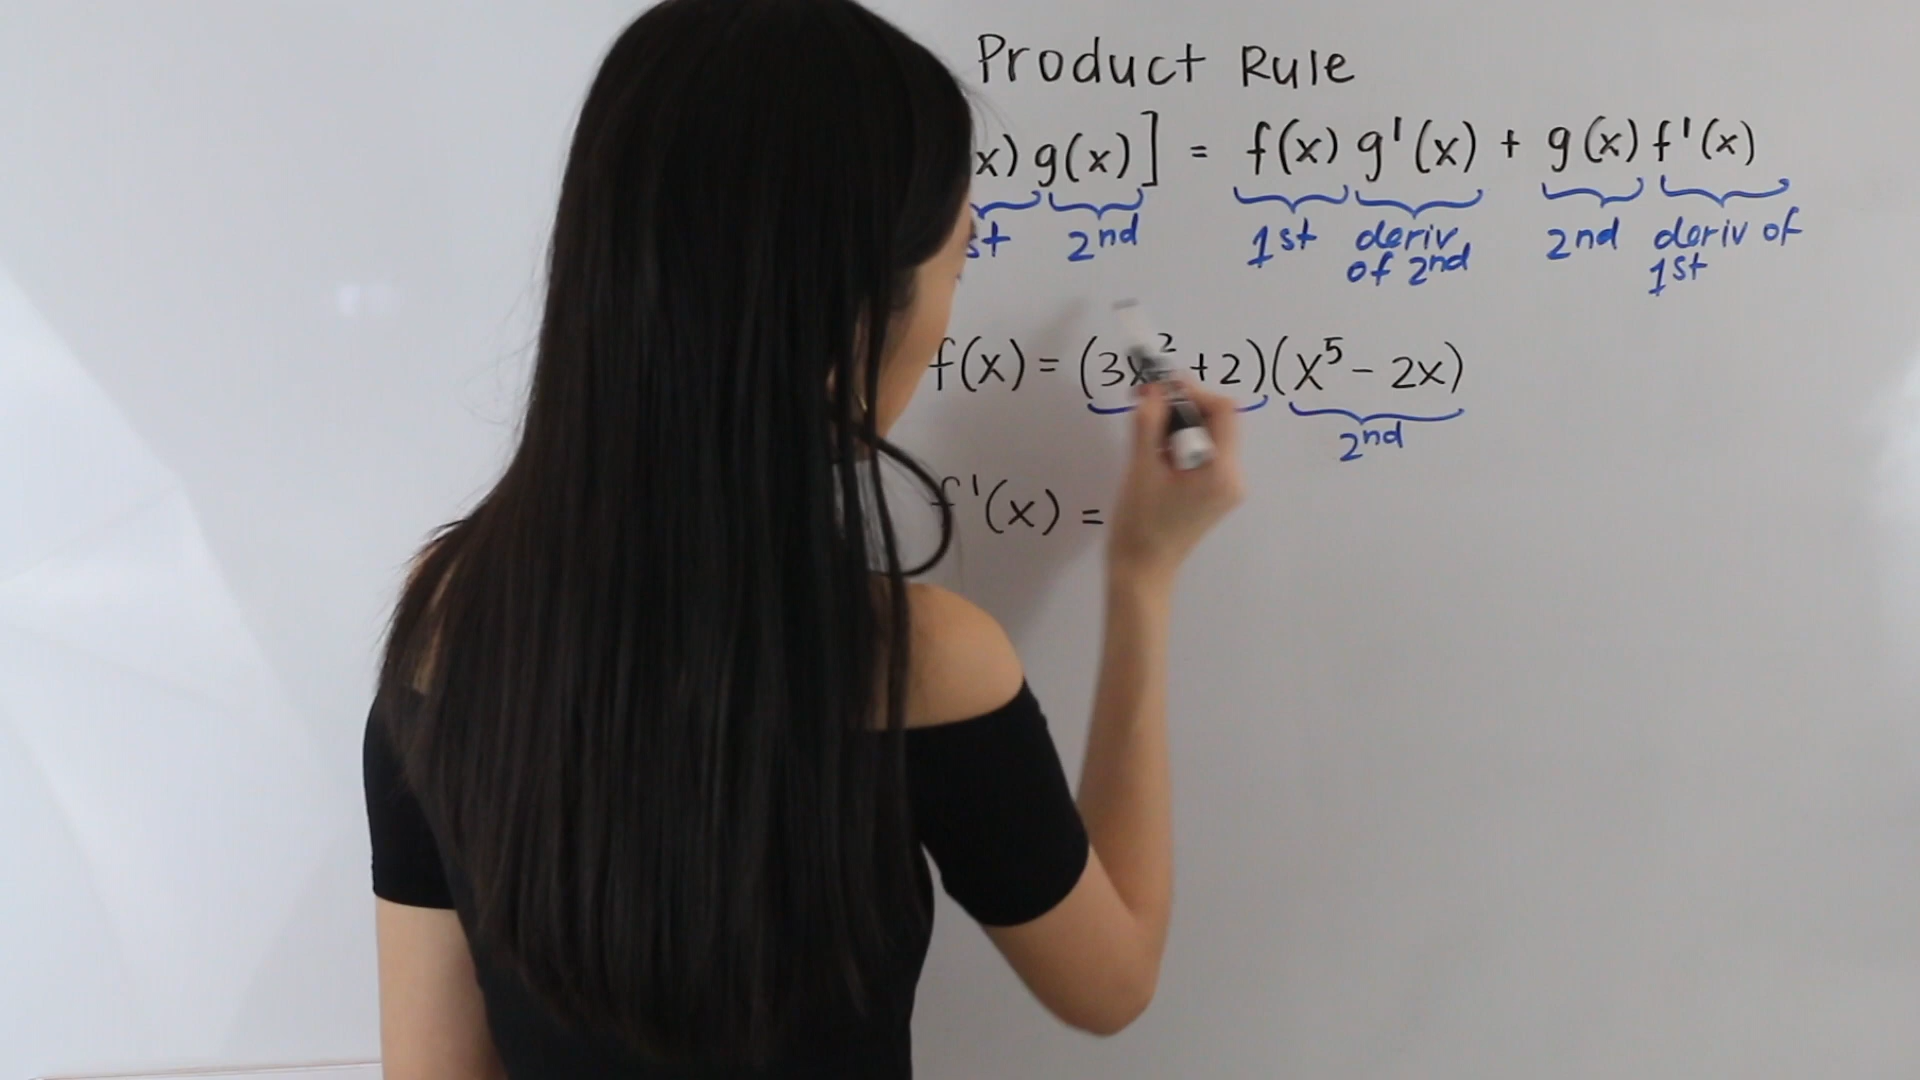 Product Rule
x) g(x)] = f(x) g'(x) + g(x) f'(x)
st 2nd 1st deriv of 2nd 2nd deriv of 1st
f(x) = (3x² + 2)(x⁵ - 2x)
2nd
f'(x) =